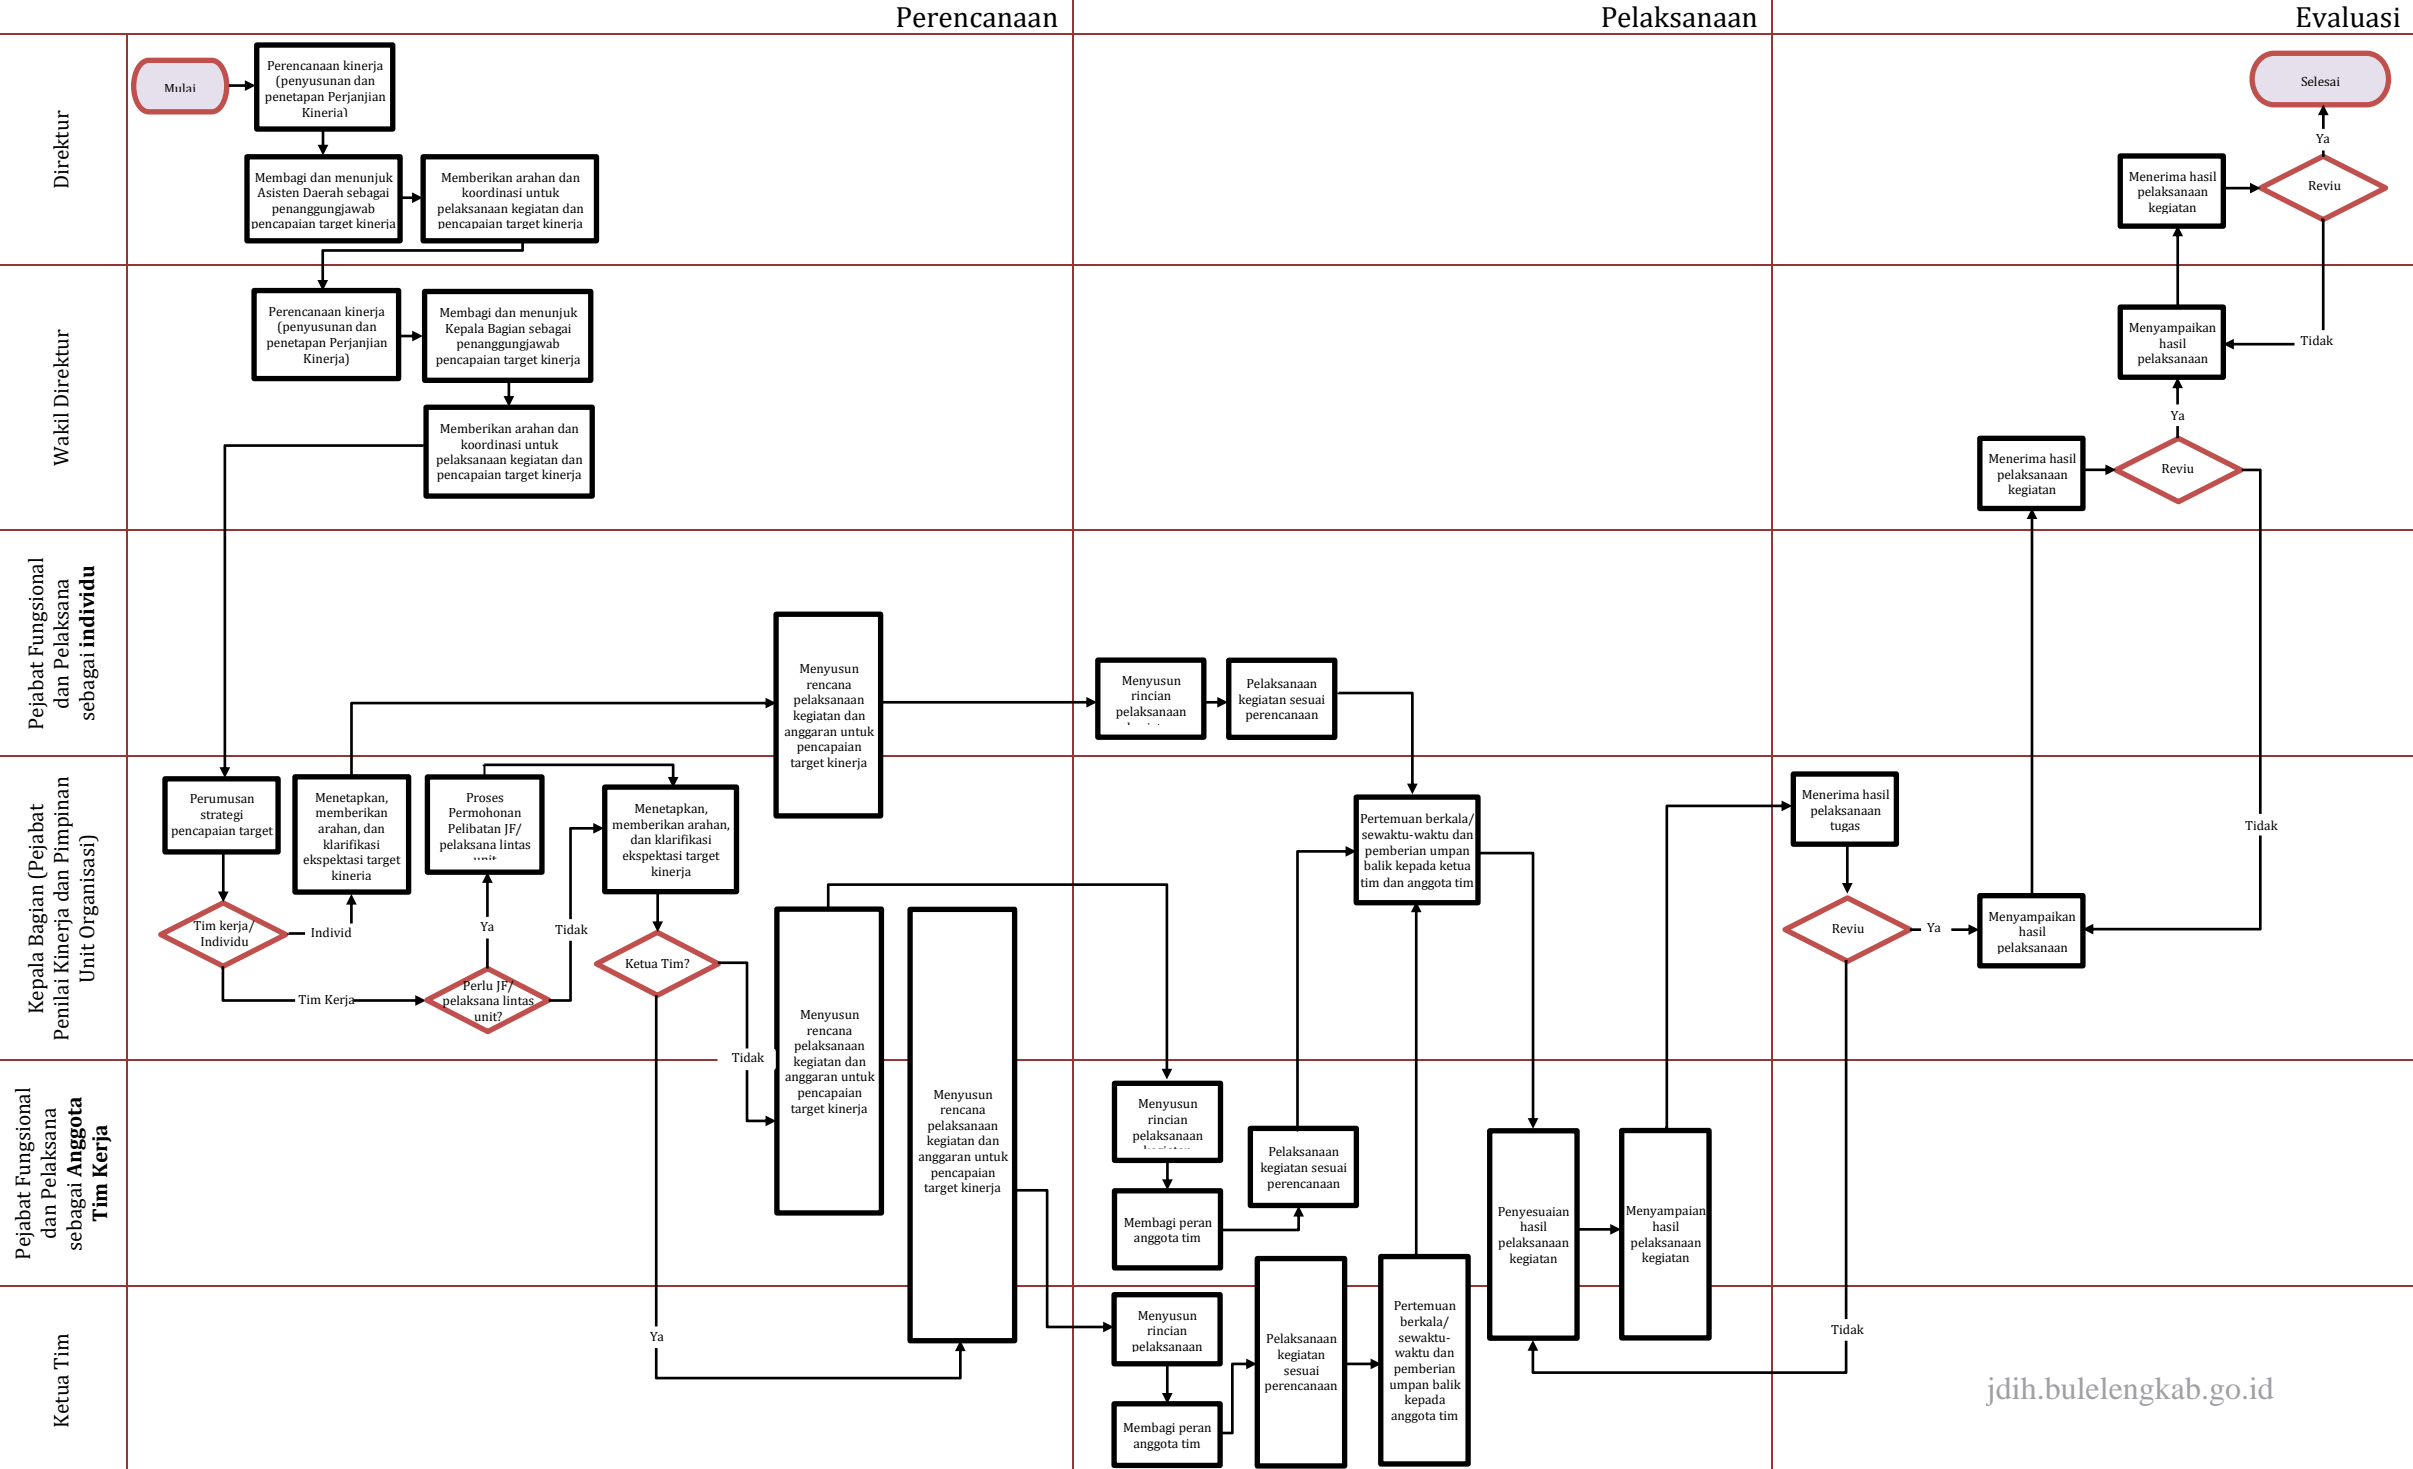 Perencanaan
Pelaksanaan
Evaluasi
Direktur
Mulai
Perencanaan kinerja
(penyusunan dan
penetapan Perjanjian
Kinerja)
Membagi dan menunjuk
Asisten Daerah sebagai
penanggungjawab
pencapaian target kinerja
Memberikan arahan dan
koordinasi untuk
pelaksanaan kegiatan dan
pencapaian target kinerja
Menerima hasil
pelaksanaan
kegiatan
Reviu
Ya
Selesai
Tidak
Wakil Direktur
Perencanaan kinerja
(penyusunan dan
penetapan Perjanjian
Kinerja)
Membagi dan menunjuk
Kepala Bagian sebagai
penanggungjawab
pencapaian target kinerja
Memberikan arahan dan
koordinasi untuk
pelaksanaan kegiatan dan
pencapaian target kinerja
Menyampaikan
hasil
pelaksanaan
Ya
Menerima hasil
pelaksanaan
kegiatan
Reviu
Tidak
Pejabat Fungsional
dan Pelaksana
sebagai individu
Menyusun
rencana
pelaksanaan
kegiatan dan
anggaran untuk
pencapaian
target kinerja
Menyusun
rincian
pelaksanaan
Pelaksanaan
kegiatan sesuai
perencanaan
Kepala Bagian (Pejabat
Penilai Kinerja dan Pimpinan
Unit Organisasi)
Perumusan
strategi
pencapaian target
Tim kerja/
Individu
Individ
Tim Kerja
Menetapkan,
memberikan
arahan, dan
klarifikasi
ekspektasi target
kinerja
Proses
Permohonan
Pelibatan JF/
pelaksana lintas
unit
Ya
Perlu JF/
pelaksana lintas
unit?
Tidak
Menetapkan,
memberikan arahan,
dan klarifikasi
ekspektasi target
kinerja
Ketua Tim?
Tidak
Ya
Menyusun
rencana
pelaksanaan
kegiatan dan
anggaran untuk
pencapaian
target kinerja
Menyusun
rencana
pelaksanaan
kegiatan dan
anggaran untuk
pencapaian
target kinerja
Pertemuan berkala/
sewaktu-waktu dan
pemberian umpan
balik kepada ketua
tim dan anggota tim
Menerima hasil
pelaksanaan
tugas
Reviu
Ya
Menyampaikan
hasil
pelaksanaan
Tidak
Pejabat Fungsional
dan Pelaksana
sebagai Anggota
Tim Kerja
Menyusun
rincian
pelaksanaan
Membagi peran
anggota tim
Pelaksanaan
kegiatan sesuai
perencanaan
Penyesuaian
hasil
pelaksanaan
kegiatan
Menyampaian
hasil
pelaksanaan
kegiatan
Ketua Tim
Menyusun
rincian
pelaksanaan
Membagi peran
anggota tim
Pelaksanaan
kegiatan
sesuai
perencanaan
Pertemuan
berkala/
sewaktu-
waktu dan
pemberian
umpan balik
kepada
anggota tim
jdih.bulelengkab.go.id